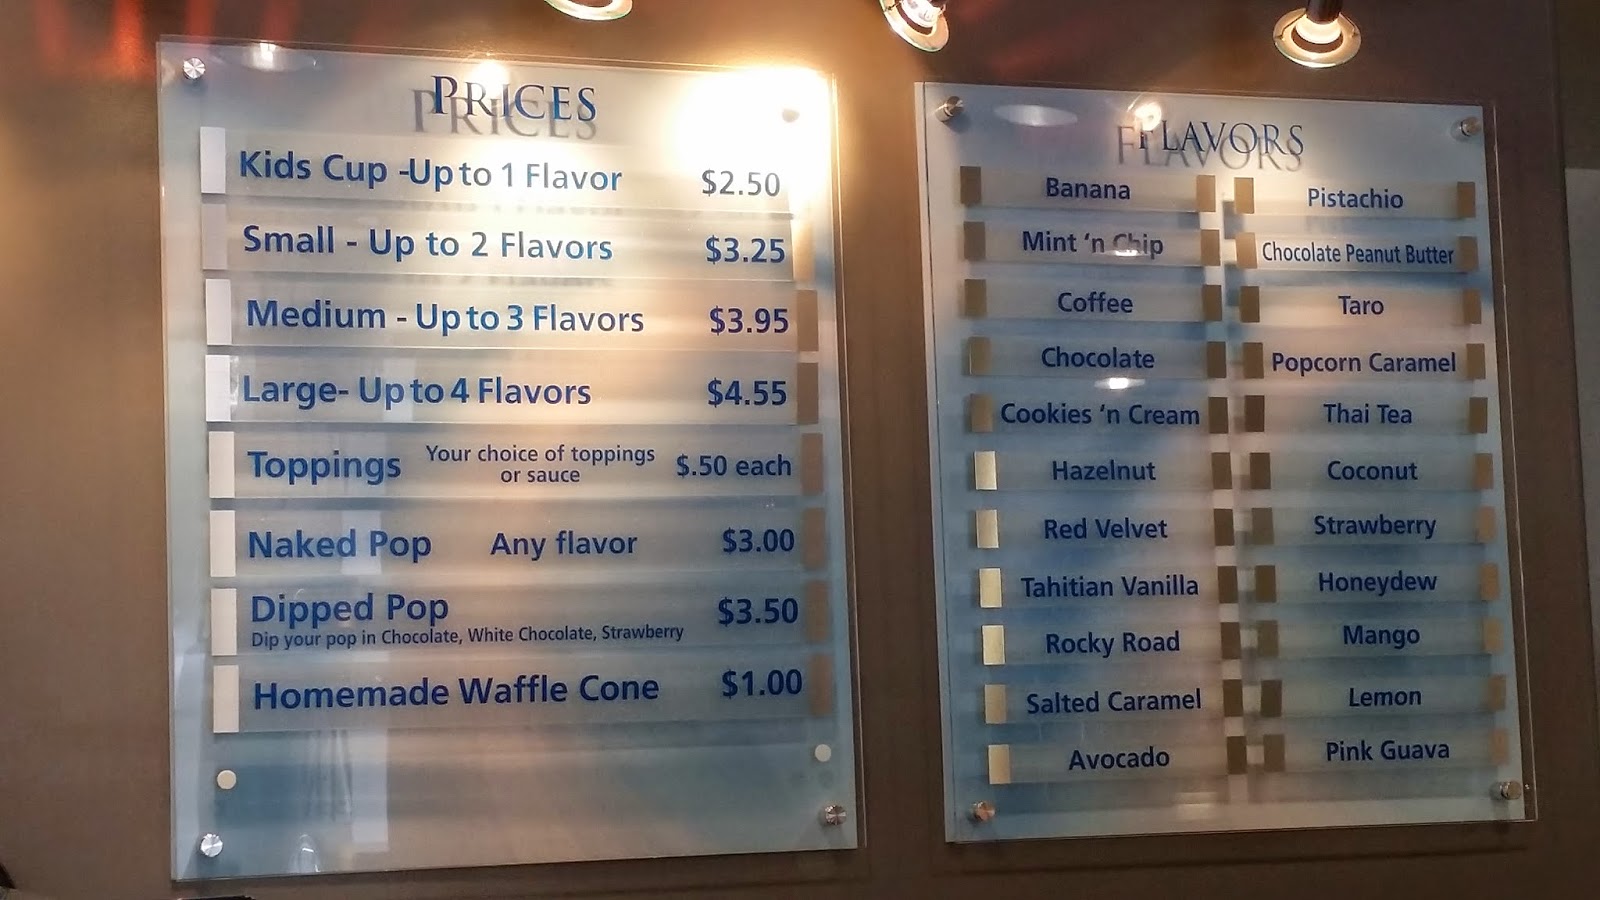 PRICES
Kids Cup -Up to 1 Flavor $2.50
Small - Up to 2 Flavors $3.25
Medium - Up to 3 Flavors $3.95
Large- Up to 4 Flavors $4.55
Toppings Your choice of toppings or sauce $.50 each
Naked Pop Any flavor $3.00
Dipped Pop $3.50
Dip your pop in Chocolate, White Chocolate, Strawberry
Homemade Waffle Cone $1.00
FLAVORS
Banana
Mint ‘n Chip
Coffee
Chocolate
Cookies ‘n Cream
Hazelnut
Red Velvet
Tahitian Vanilla
Rocky Road
Salted Caramel
Avocado
Pistachio
Chocolate Peanut Butter
Taro
Popcorn Caramel
Thai Tea
Coconut
Strawberry
Honeydew
Mango
Lemon
Pink Guava